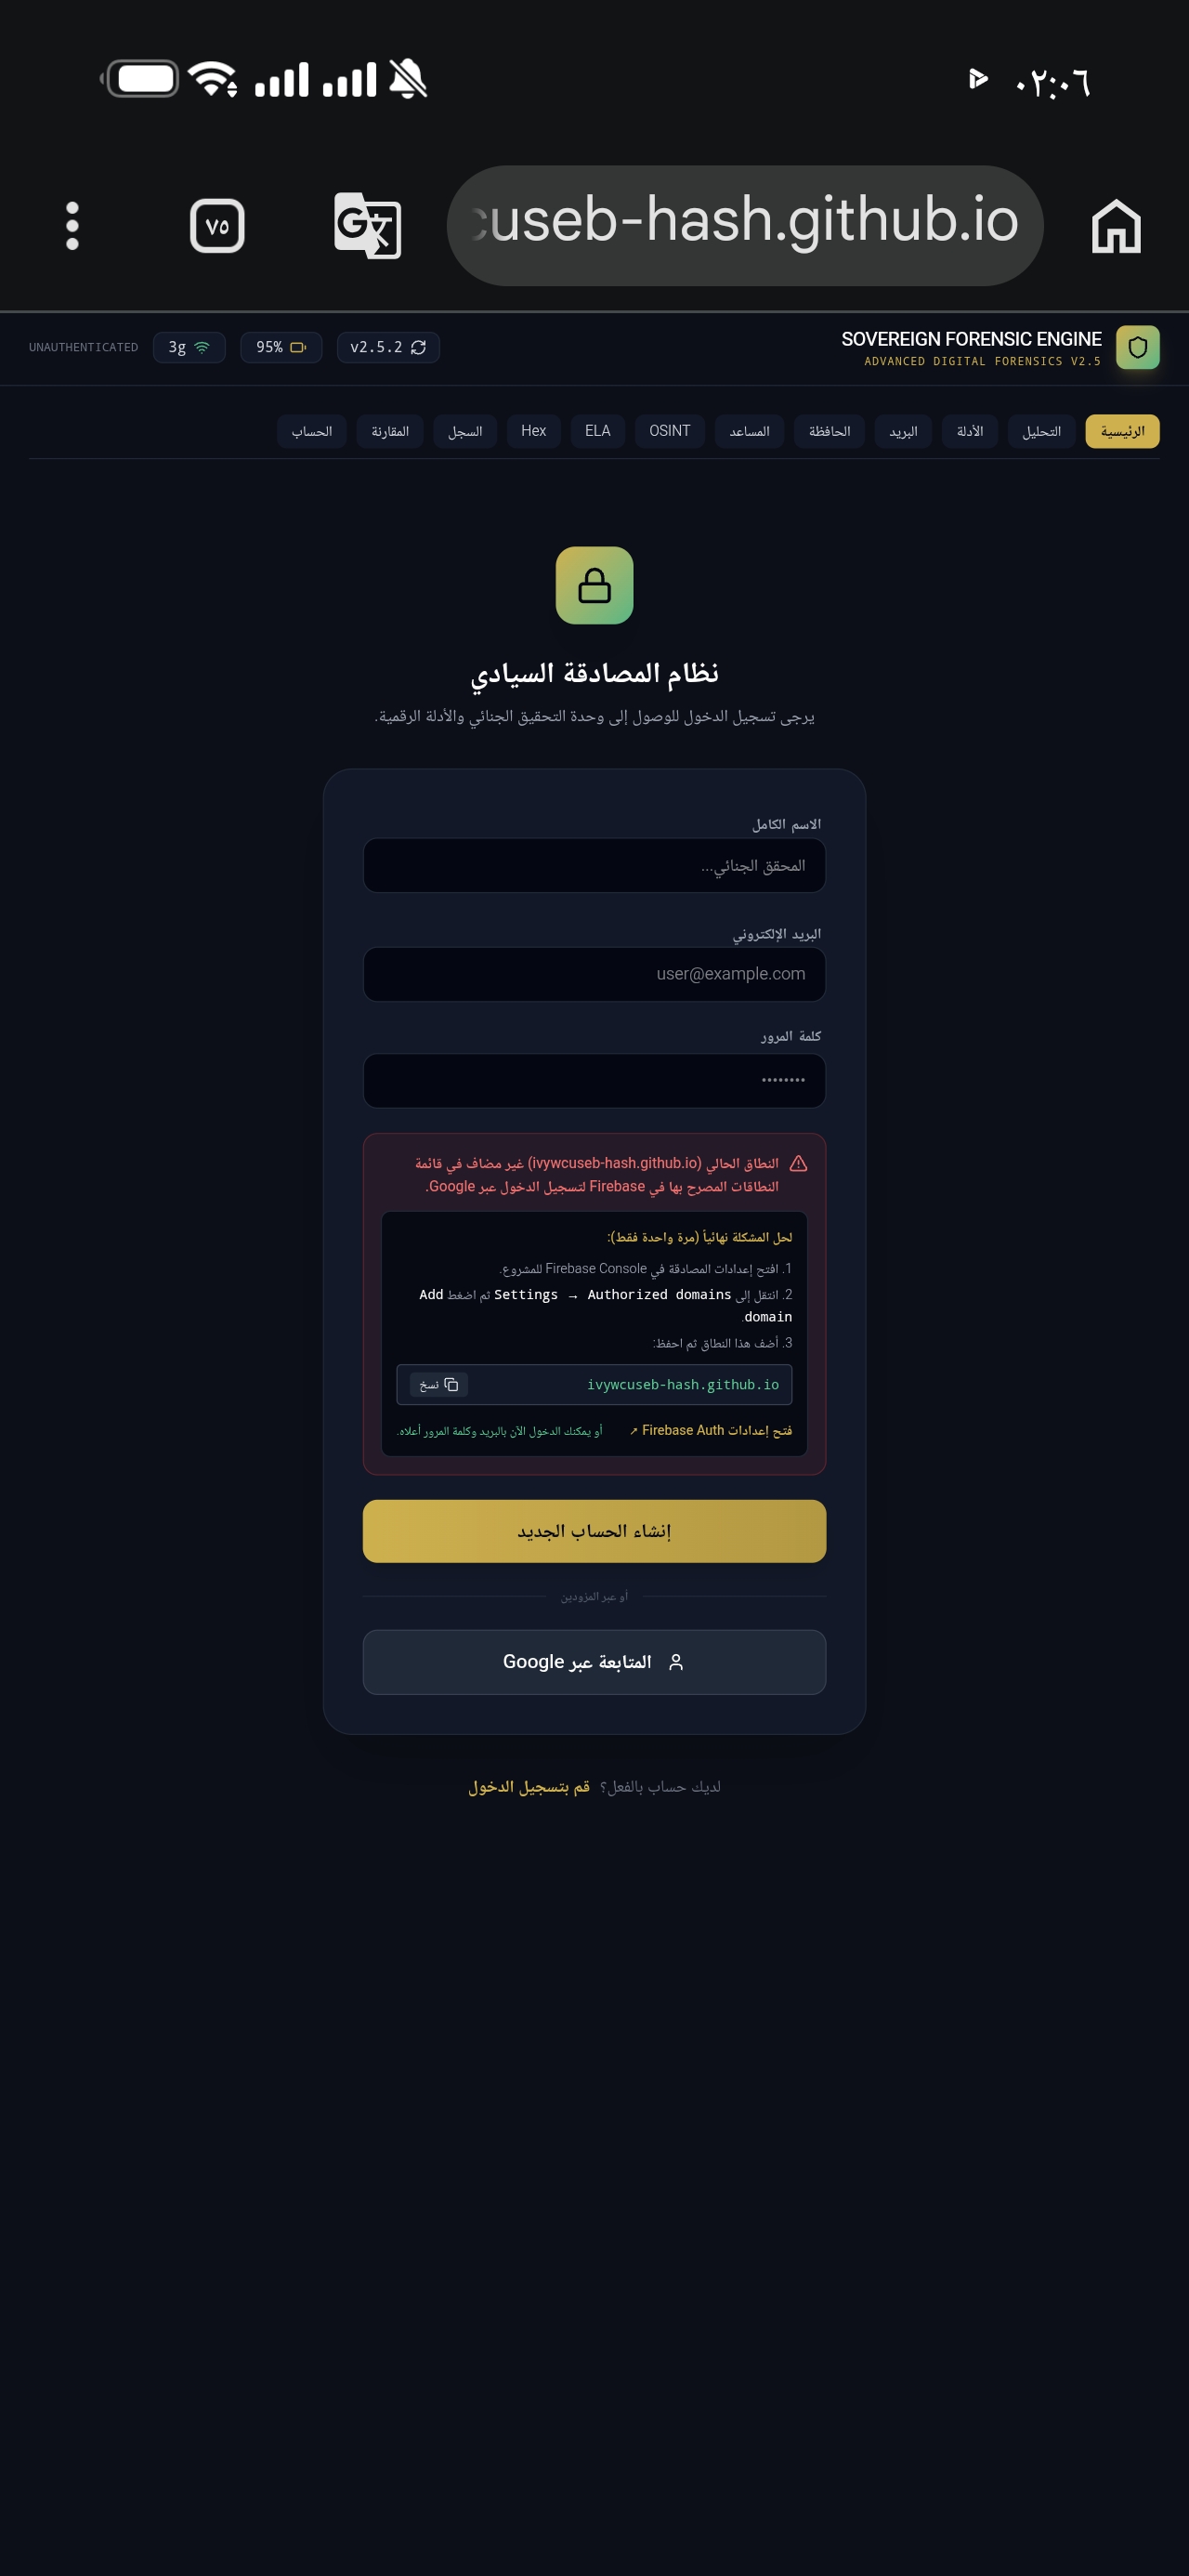 ٠٢:٠٦
٧٥
cuseb-hash.github.io
SOVEREIGN FORENSIC ENGINE
ADVANCED DIGITAL FORENSICS V2.5
v2.5.2
95%
3g
UNAUTHENTICATED
الرئيسية
التحليل
الأدلة
البريد
الحافظة
المساعد
OSINT
ELA
Hex
السجل
المقارنة
الحساب
نظام المصادقة السيادي
يرجى تسجيل الدخول للوصول إلى وحدة التحقيق الجنائي والأدلة الرقمية.
الاسم الكامل
المحقق الجنائي...
البريد الإلكتروني
user@example.com
كلمة المرور
••••••••
النطاق الحالي (ivywcuseb-hash.github.io) غير مضاف في قائمة
النطاقات المصرح بها في Firebase لتسجيل الدخول عبر Google.
لحل المشكلة نهائياً (مرة واحدة فقط):
1. افتح إعدادات المصادقة في Firebase Console للمشروع.
2. انتقل إلى Settings → Authorized domains ثم اضغط Add
domain.
3. أضف هذا النطاق ثم احفظ:
ivywcuseb-hash.github.io
نسخ
فتح إعدادات Firebase Auth ↗
أو يمكنك الدخول الآن بالبريد وكلمة المرور أعلاه.
إنشاء الحساب الجديد
أو عبر المزودين
المتابعة عبر Google
لديك حساب بالفعل؟ قم بتسجيل الدخول